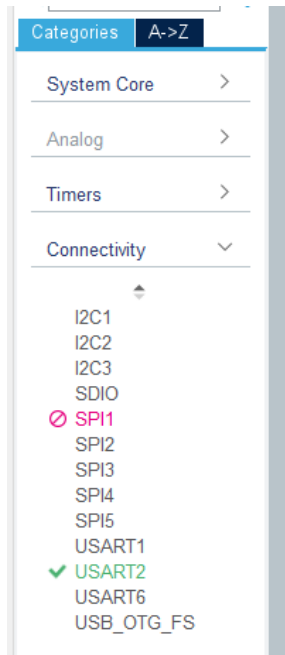 Categories A->Z
System Core
Analog
Timers
Connectivity
I2C1
I2C2
I2C3
SDIO
SPI1
SPI2
SPI3
SPI4
SPI5
USART1
USART2
USART6
USB_OTG_FS